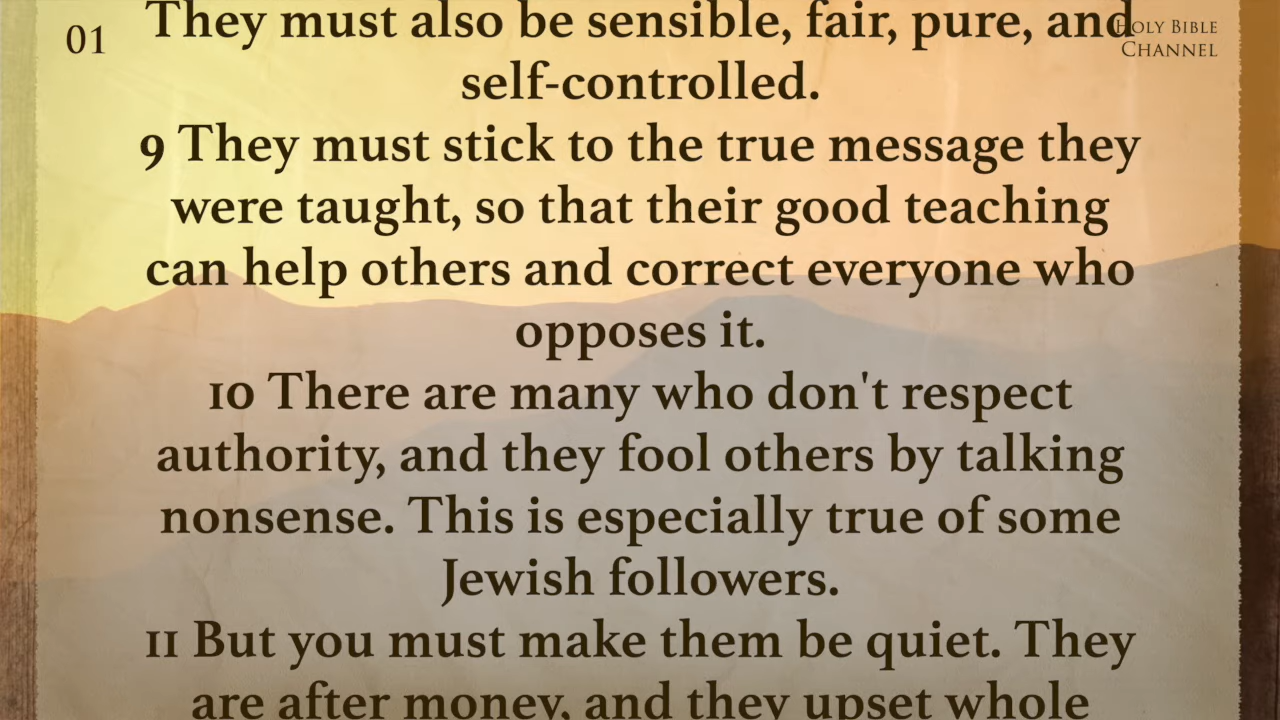 01
HOLY BIBLE
CHANNEL
They must also be sensible, fair, pure, and
self-controlled.
9 They must stick to the true message they
were taught, so that their good teaching
can help others and correct everyone who
opposes it.
10 There are many who don't respect
authority, and they fool others by talking
nonsense. This is especially true of some
Jewish followers.
11 But you must make them be quiet. They
are after money, and they upset whole